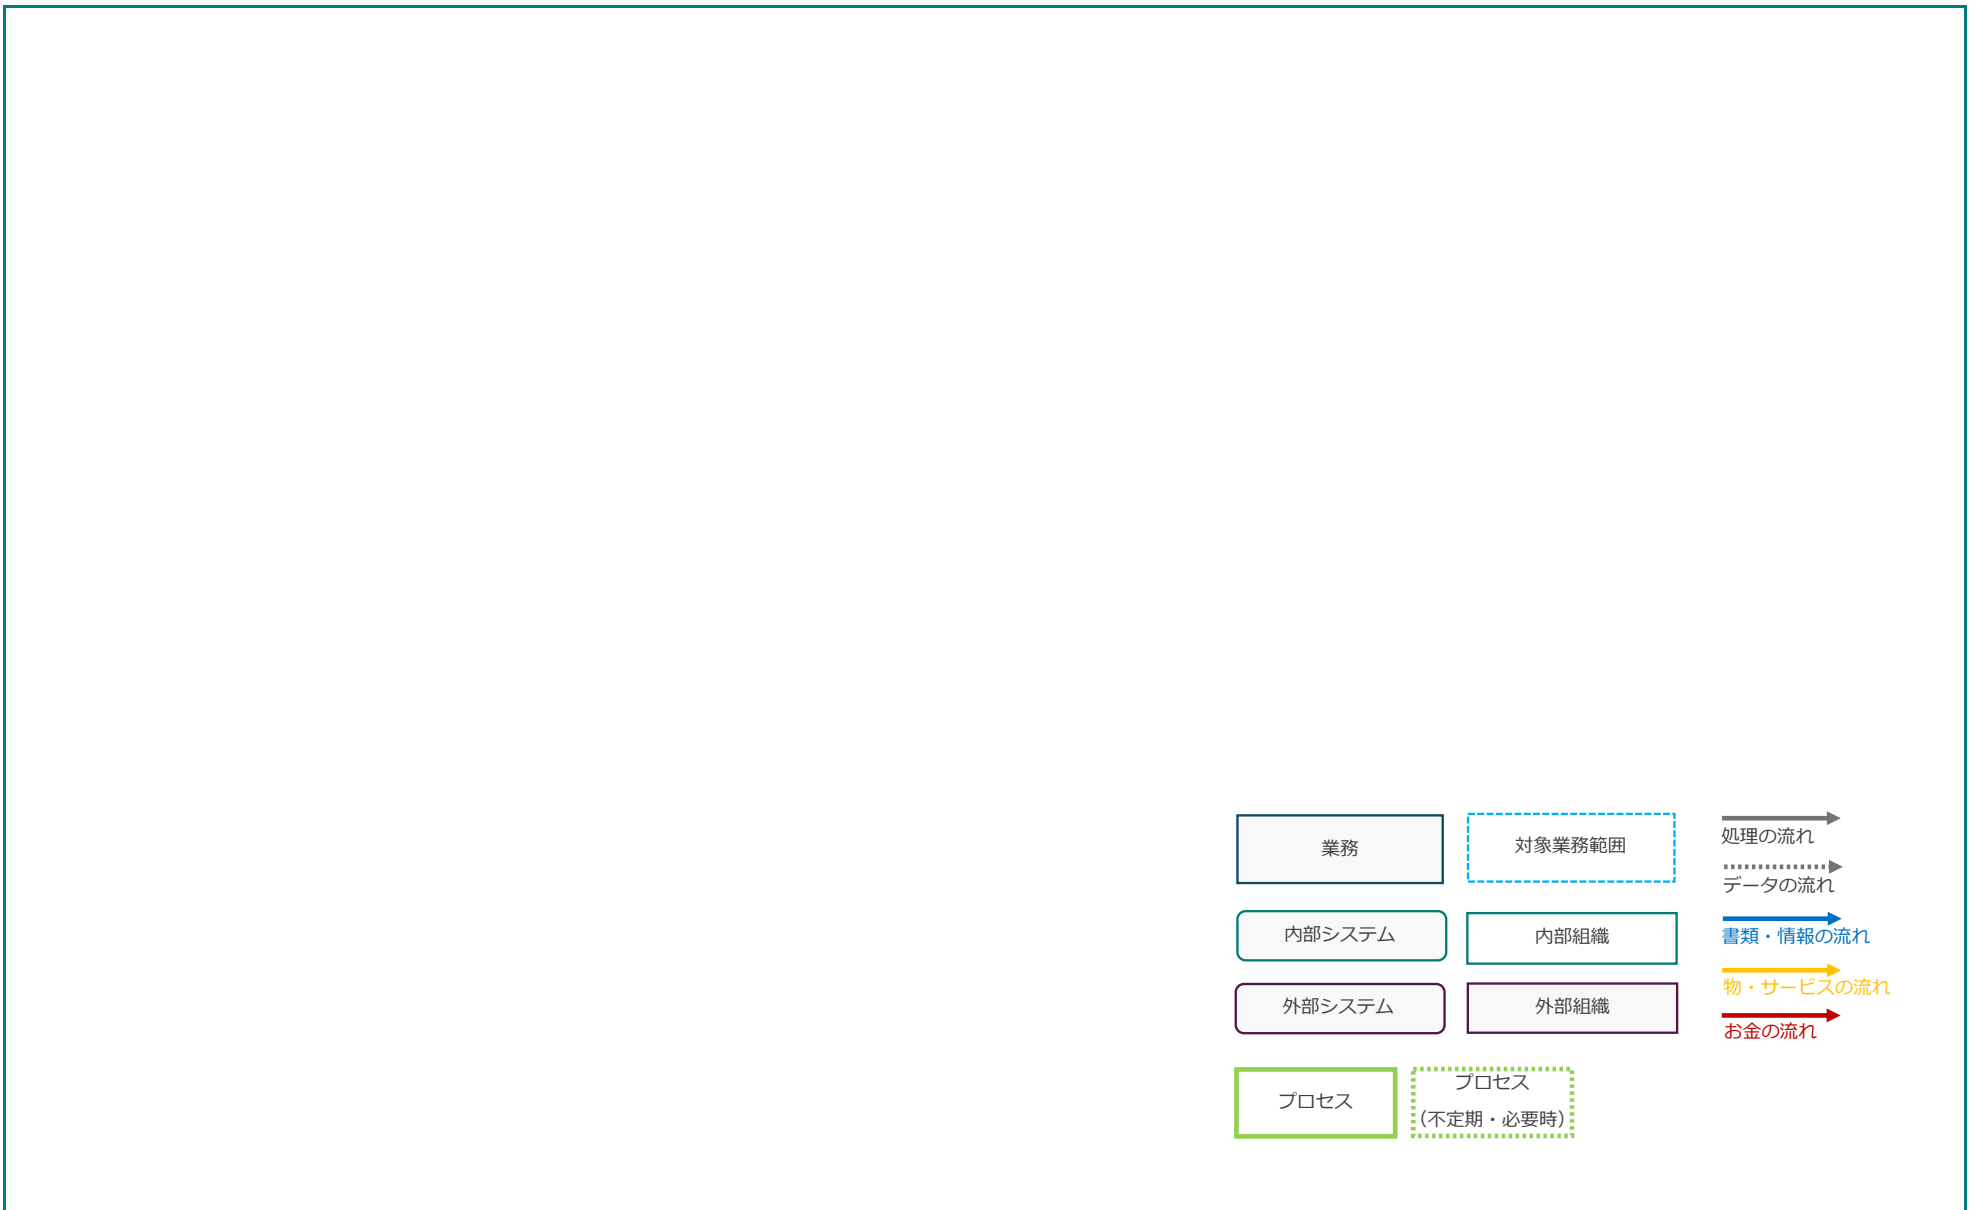 業務
対象業務範囲
処理の流れ
データの流れ
内部システム
内部組織
書類・情報の流れ
外部システム
外部組織
物・サービスの流れ
お金の流れ
プロセス
プロセス
（不定期・必要時）